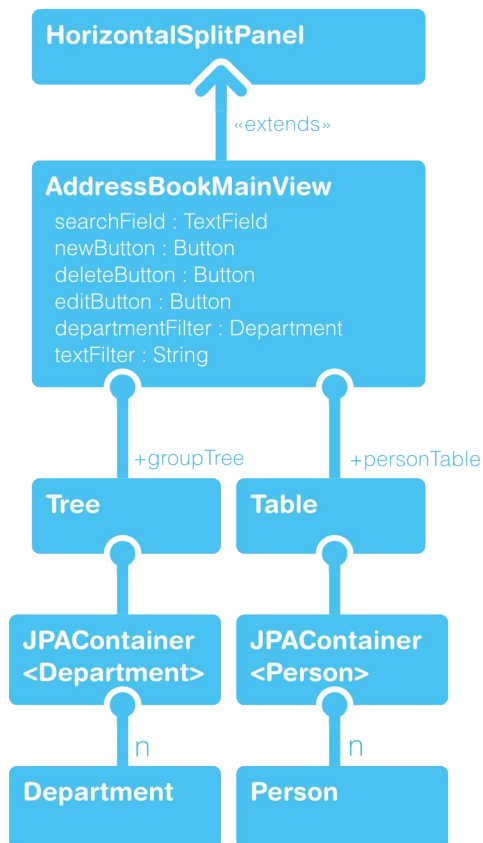 HorizontalSplitPanel
«extends»
AddressBookMainView
searchField : TextField
newButton : Button
deleteButton : Button
editButton : Button
departmentFilter : Department
textFilter : String
+groupTree
+personTable
Tree
Table
JPAContainer
<Department>
JPAContainer
<Person>
n
n
Department
Person